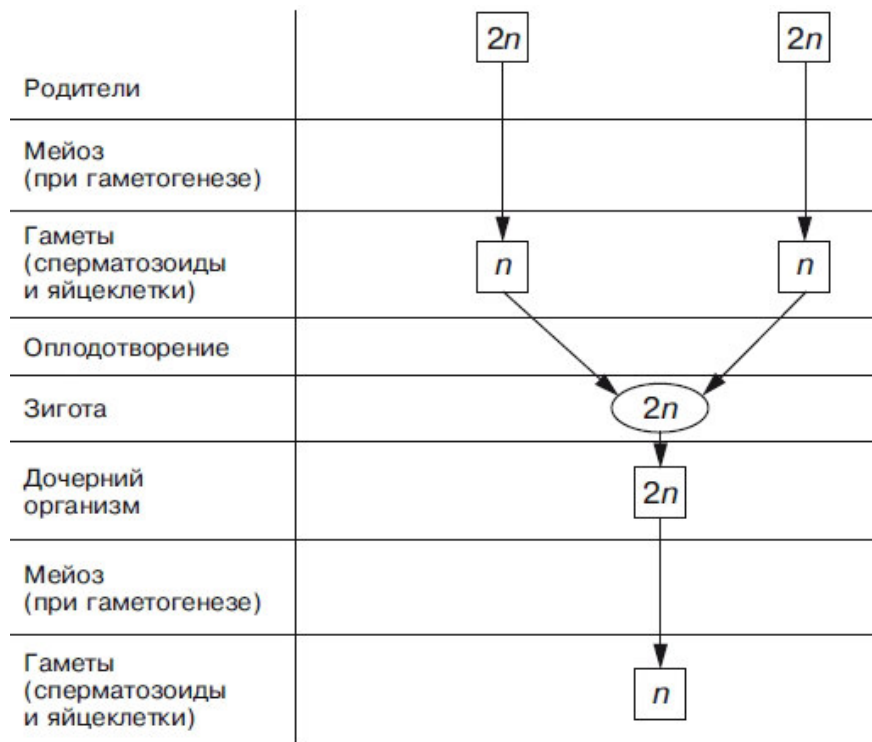 2n 2n
Родители
Мейоз
(при гаметогенезе)
Гаметы
(сперматозоиды
и яйцеклетки)
n n
Оплодотворение
Зигота
2n
Дочерний
организм
2n
Мейоз
(при гаметогенезе)
Гаметы
(сперматозоиды
и яйцеклетки)
n